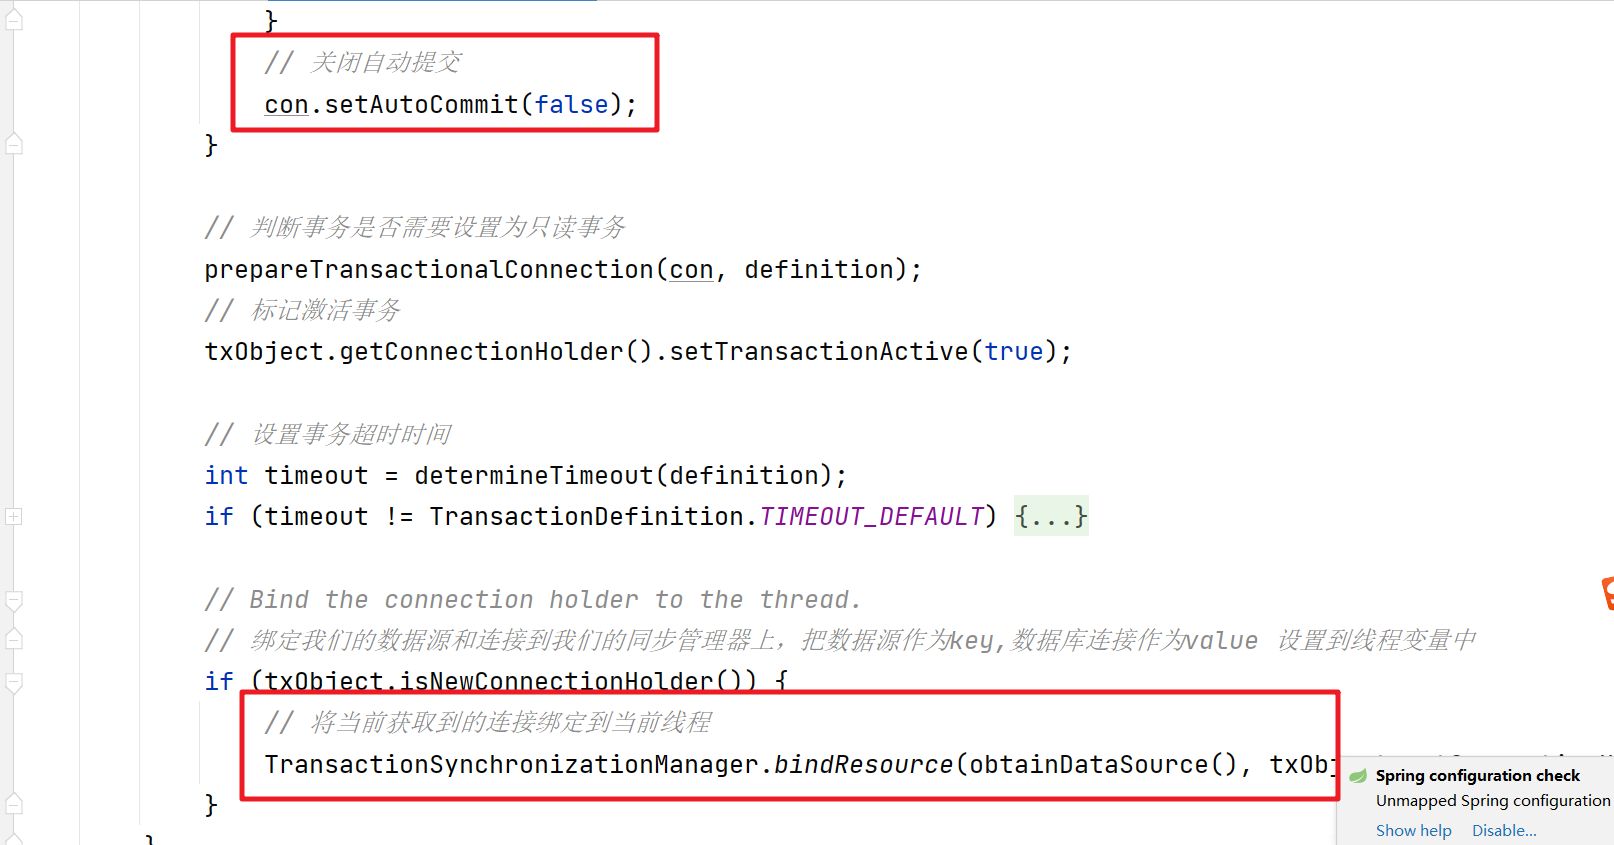 }
// 关闭自动提交
con.setAutoCommit(false);
}
// 判断事务是否需要设置为只读事务
prepareTransactionalConnection(con, definition);
// 标记激活事务
txObject.getConnectionHolder().setTransactionActive(true);
// 设置事务超时时间
int timeout = determineTimeout(definition);
if (timeout != TransactionDefinition.TIMEOUT_DEFAULT) {...}
// Bind the connection holder to the thread.
// 绑定我们的数据源和连接到我们的同步管理器上，把数据源作为key,数据库连接作为value 设置到线程变量中
if (txObject.isNewConnectionHolder()) {
// 将当前获取到的连接绑定到当前线程
TransactionSynchronizationManager.bindResource(obtainDataSource(), txObj
}
}
Spring configuration check
Unmapped Spring configuration
Show help Disable...